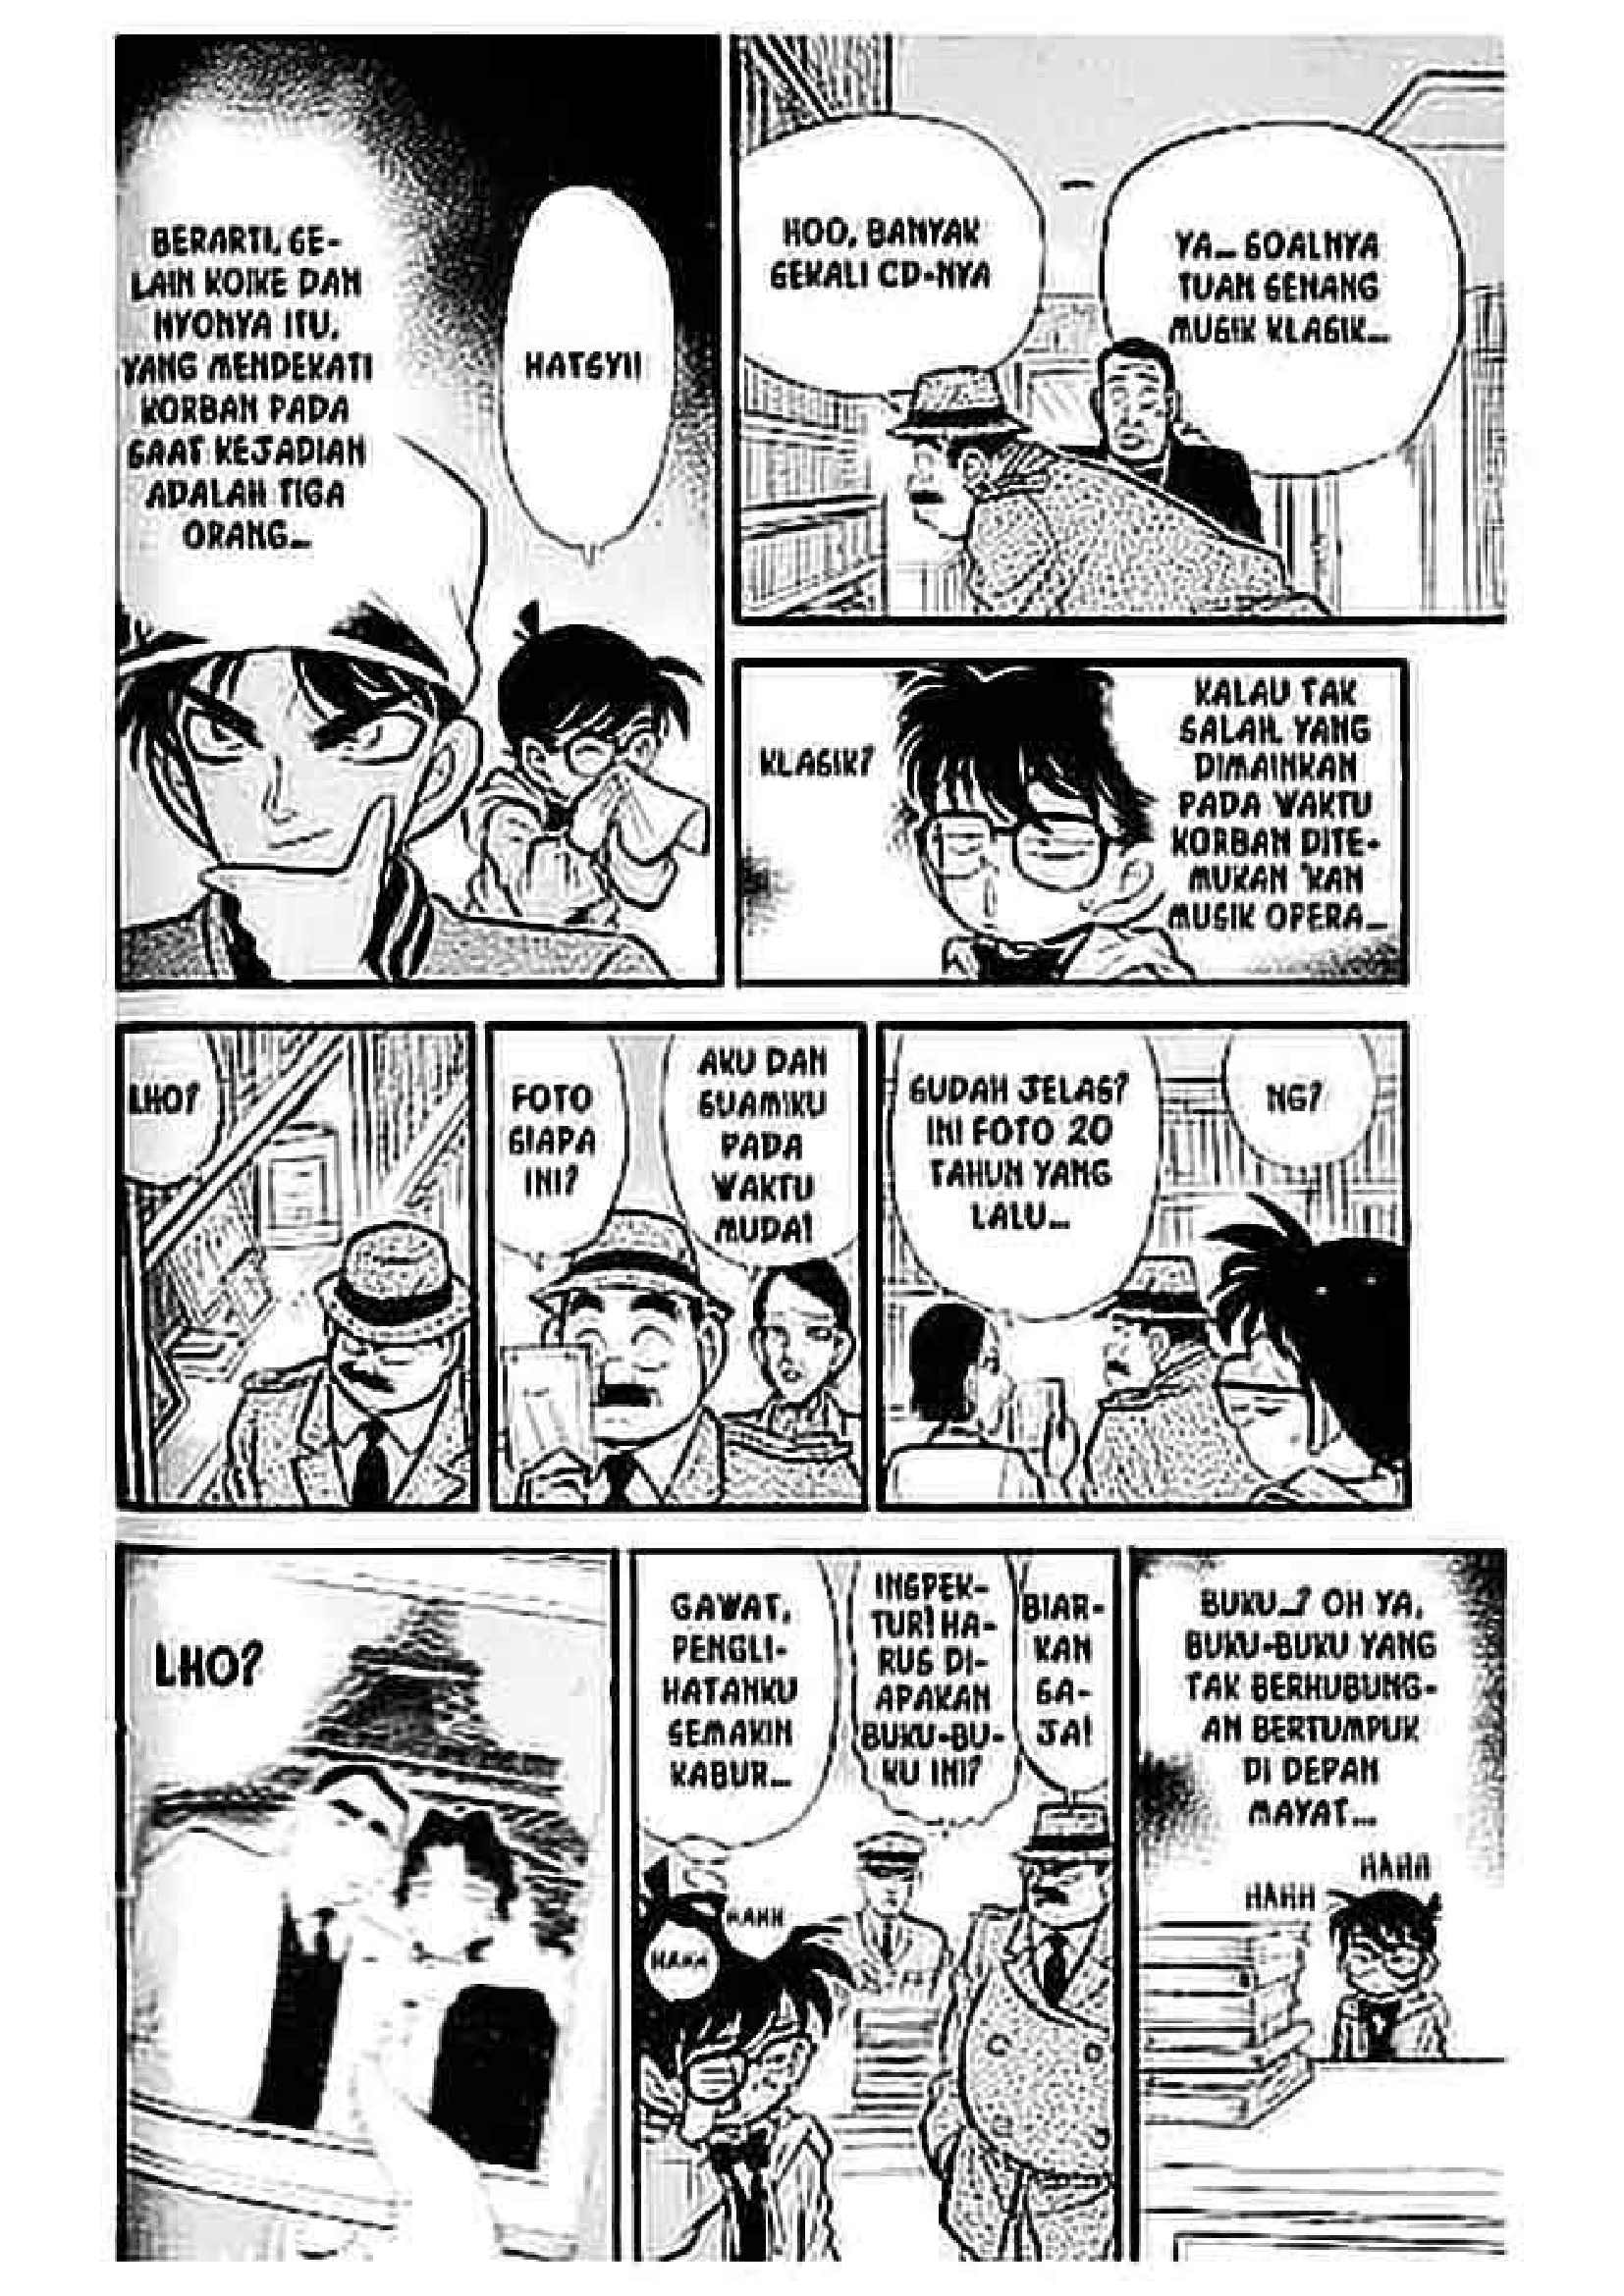 BERARTI, SE-
LAIN KOIKE DAN
NYONYA ITU,
YANG MENDEKATI
KORBAN PADA
SAAT KEJADIAN
ADALAH TIGA
ORANG...
HATSYI!
HOO, BANYAK
SEKALI CD-NYA
YA... SOALNYA
TUAN SENANG
MUSIK KLASIK...
KLASIK?
KALAU TAK
SALAH, YANG
DIMAINKAN
PADA WAKTU
KORBAN DITE-
MUKAN 'KAN
MUSIK OPERA...
LHO?
FOTO
SIAPA
INI?
AKU DAN
SUAMIKU
PADA
WAKTU
MUDA!
SUDAH JELAS?
INI FOTO 20
TAHUN YANG
LALU...
NG?
LHO?
GAWAT,
PENGLI-
HATANKU
SEMAKIN
KABUR...
HAHH
HAHH
INSPEK-
TUR! HA-
RUS DI-
APAKAN
BUKU-BU-
KU INI?
BIAR-
KAN
SA-
JA!
BUKU...? OH YA,
BUKU-BUKU YANG
TAK BERHUBUNG-
AN BERTUMPUK
DI DEPAN
MAYAT...
HAHH
HAHH